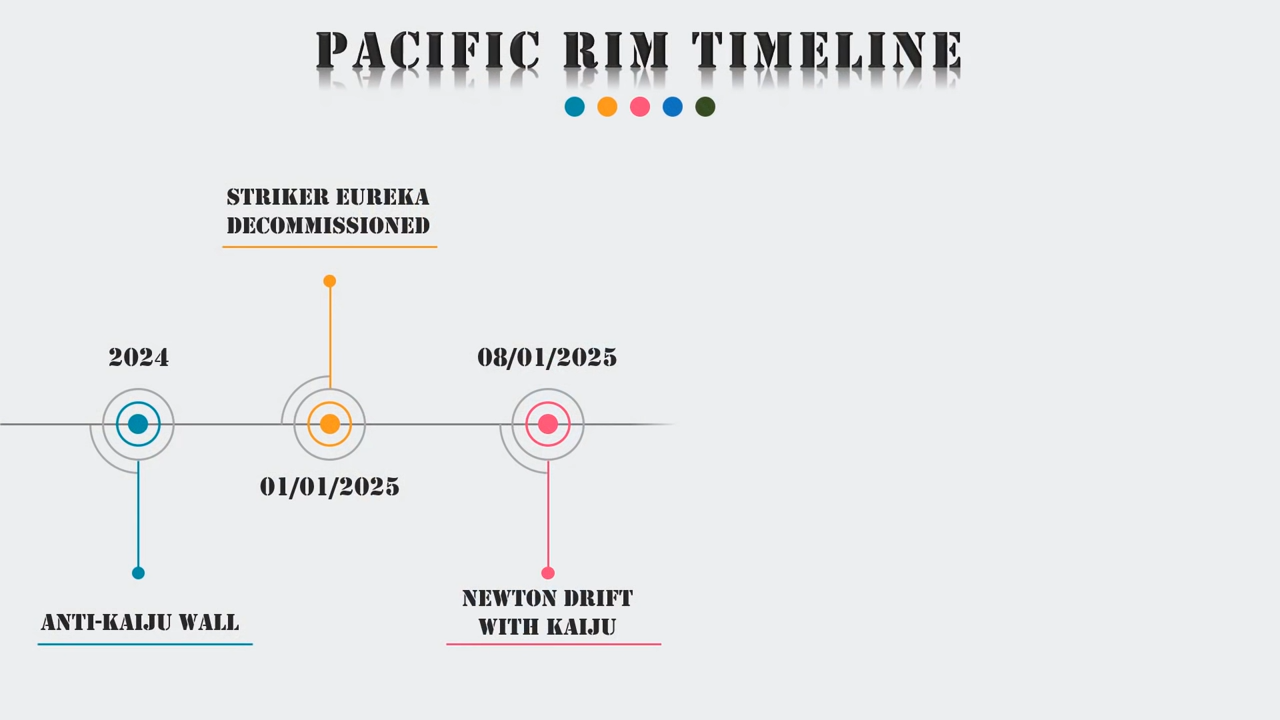 PACIFIC RIM TIMELINE
STRIKER EUREKA
DECOMMISSIONED
2024
08/01/2025
01/01/2025
ANTI-KAIJU WALL
NEWTON DRIFT
WITH KAIJU